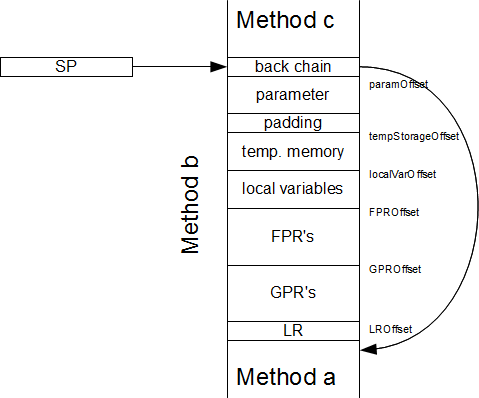 Method c
SP
back chain
paramOffset
parameter
padding
tempStorageOffset
temp. memory
localVarOffset
local variables
Method b
FPROffset
FPR's
GPROffset
GPR's
LR
LROffset
Method a